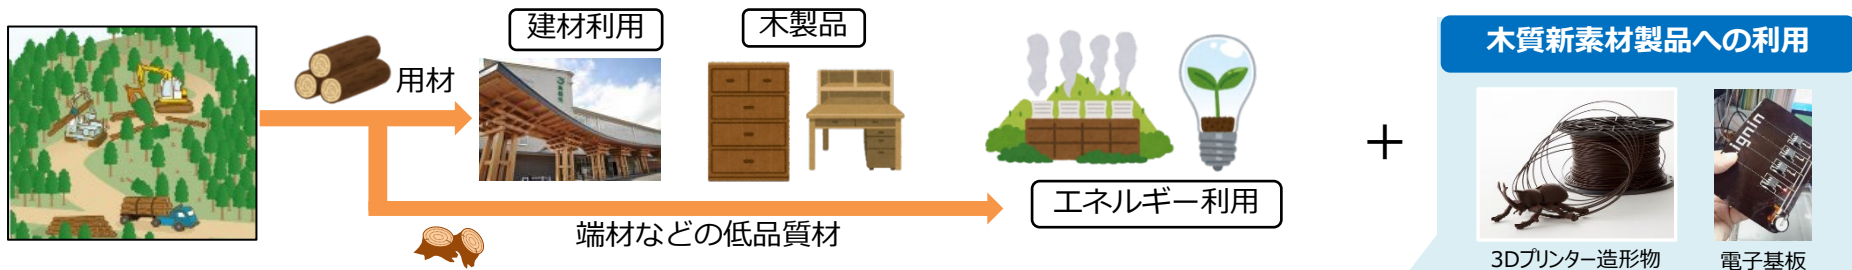 建材利用
木製品
木質新素材製品への利用
用材
lignin
エネルギー利用
端材などの低品質材
＋
3Dプリンター造形物
電子基板